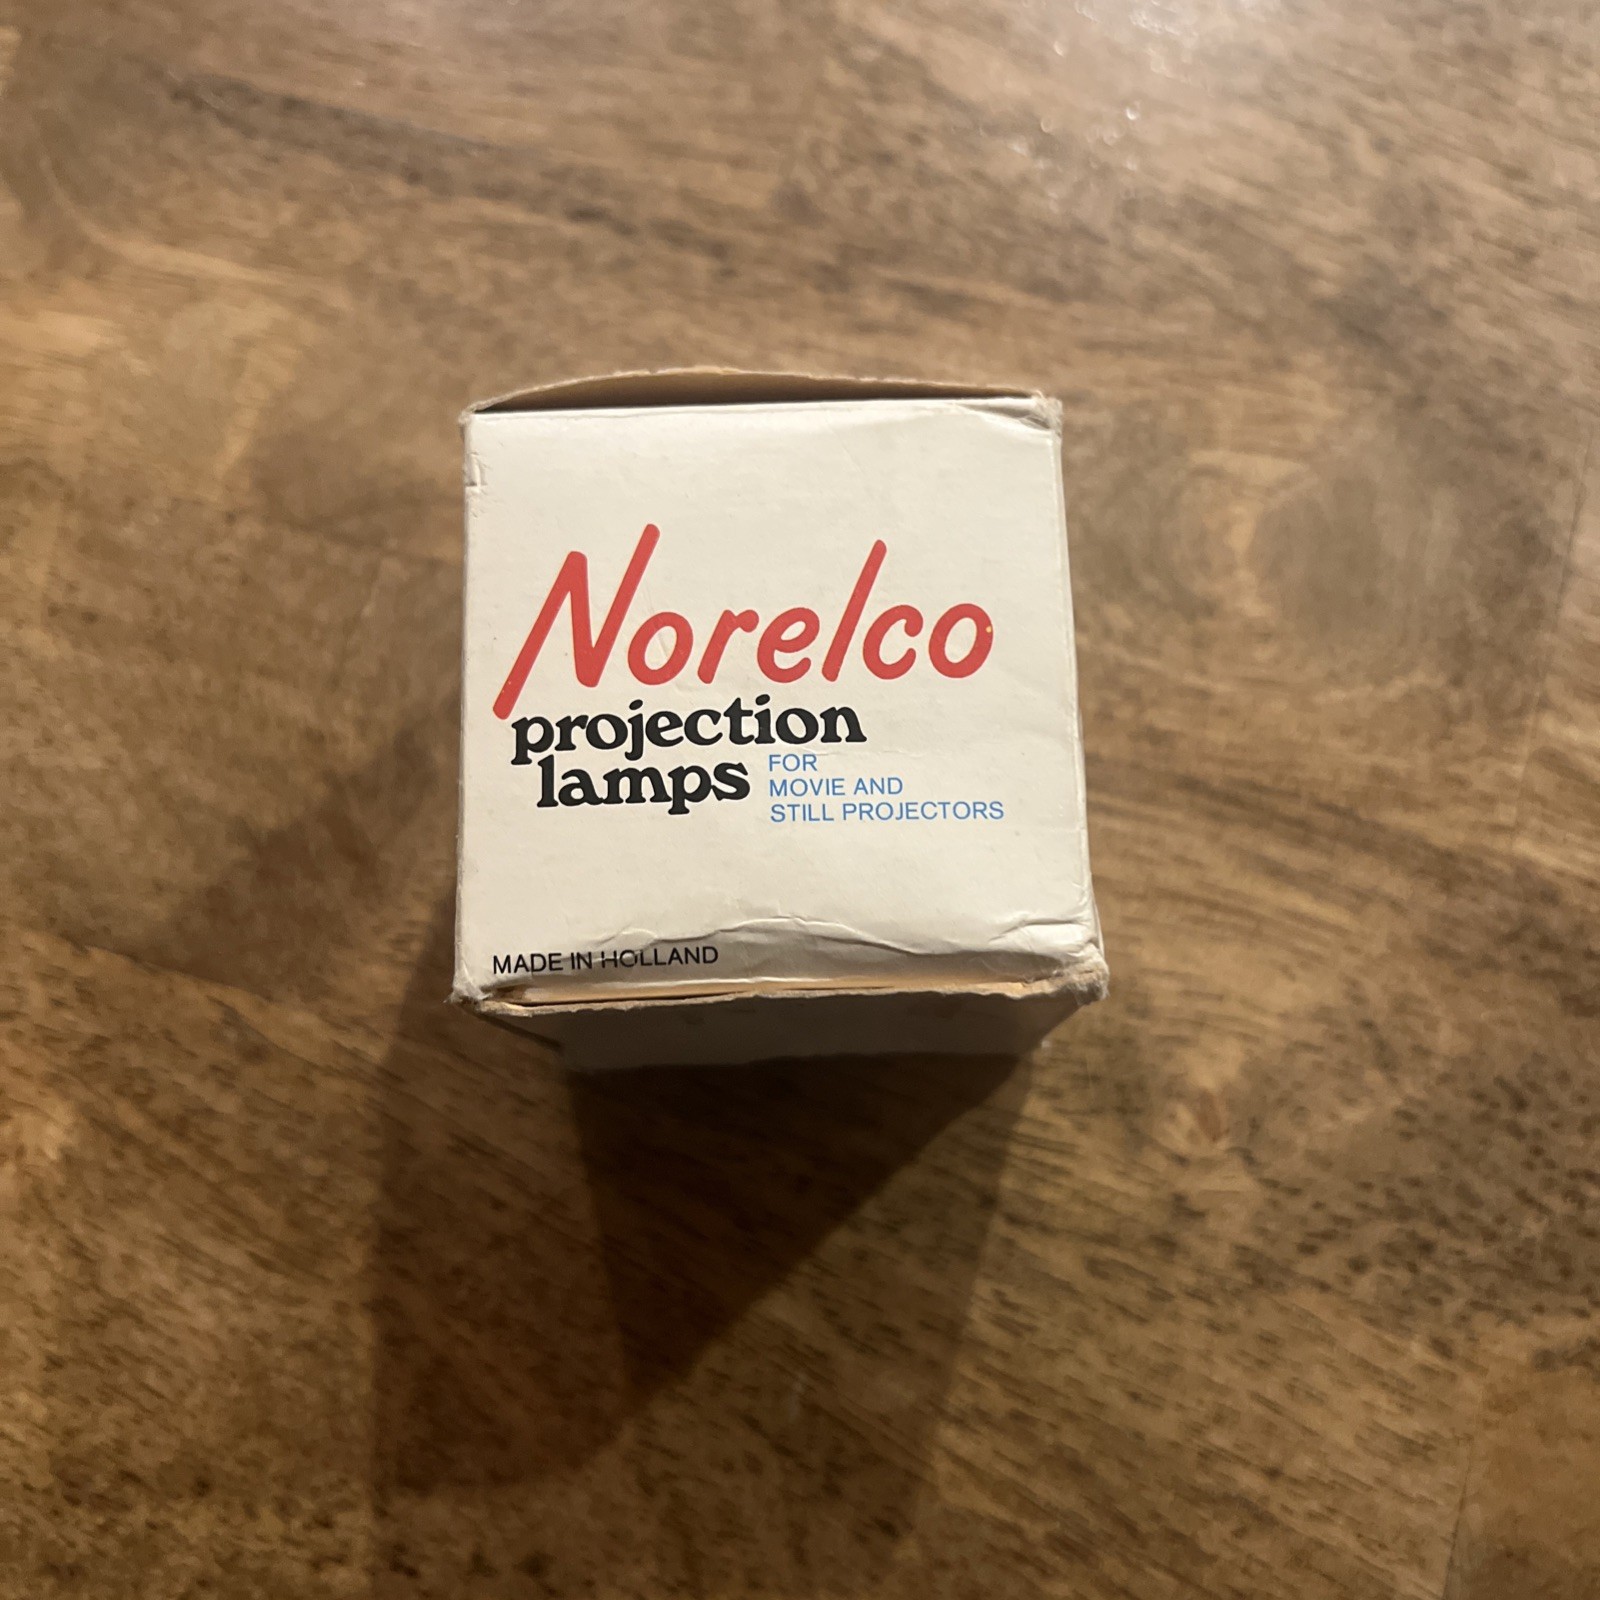 Norelco
projection
lamps
FOR
MOVIE AND
STILL PROJECTORS
MADE IN HOLLAND